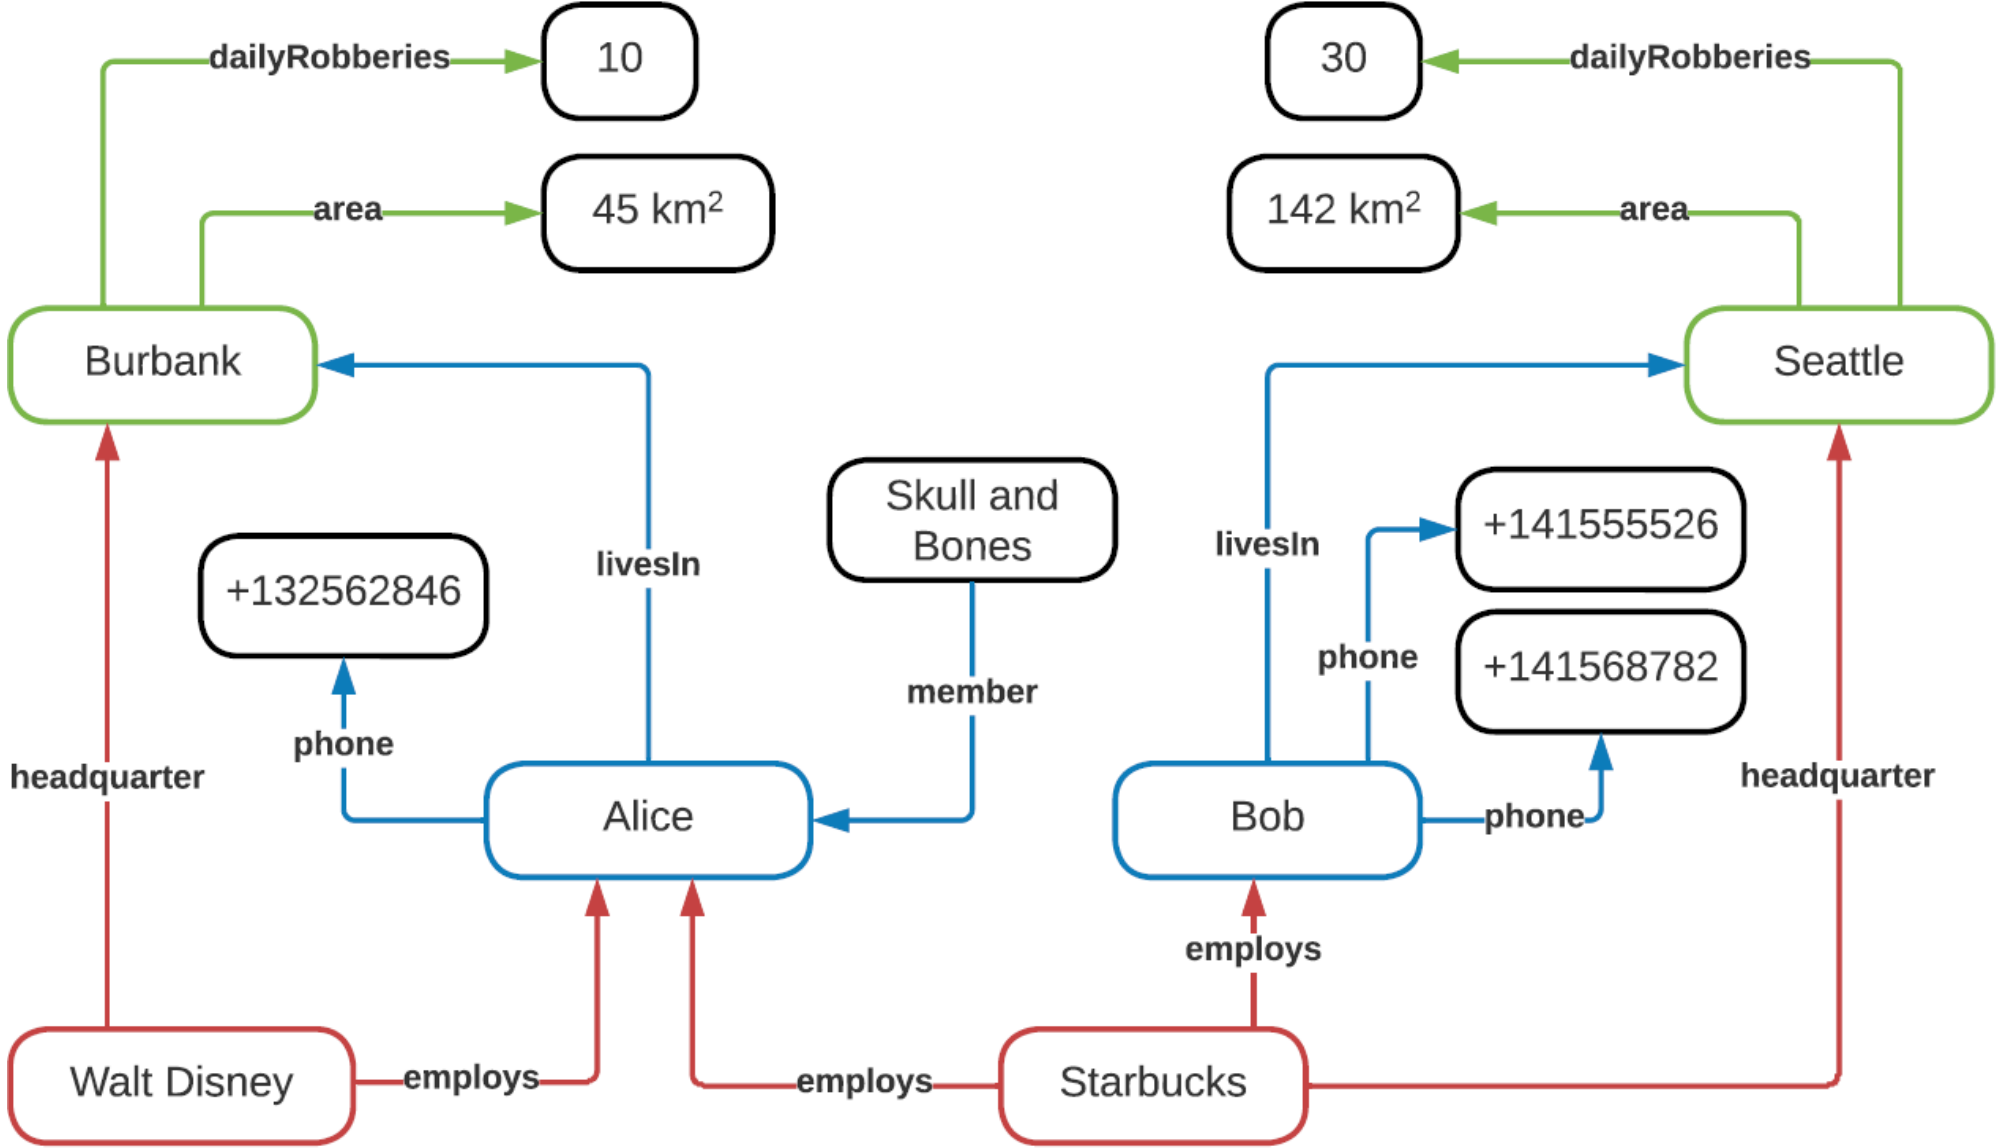 dailyRobberies
10
30
dailyRobberies
area
45 km²
142 km²
area
Burbank
Seattle
Skull and
Bones
+141555526
livesIn
livesIn
+132562846
phone
+141568782
member
phone
headquarter
headquarter
Alice
Bob
phone
employs
Walt Disney
employs
employs
Starbucks